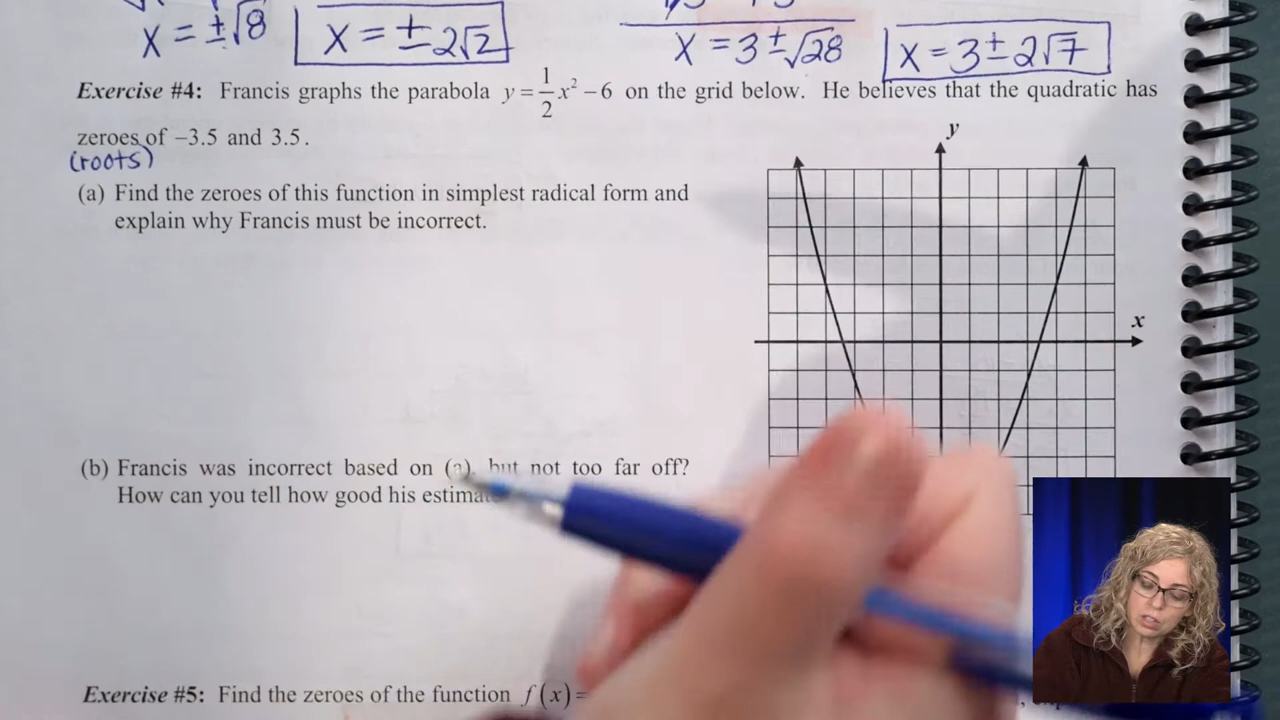 x = ±√8 x = ±2√2
x = 3 ± √28 x = 3 ± 2√7
Exercise #4: Francis graphs the parabola y = 1/2 x² − 6 on the grid below. He believes that the quadratic has
zeroes of −3.5 and 3.5.
(roots)
(a) Find the zeroes of this function in simplest radical form and
explain why Francis must be incorrect.
y
x
(b) Francis was incorrect based on (a), but not too far off?
How can you tell how good his
Exercise #5: Find the zeroes of the function f(x) =